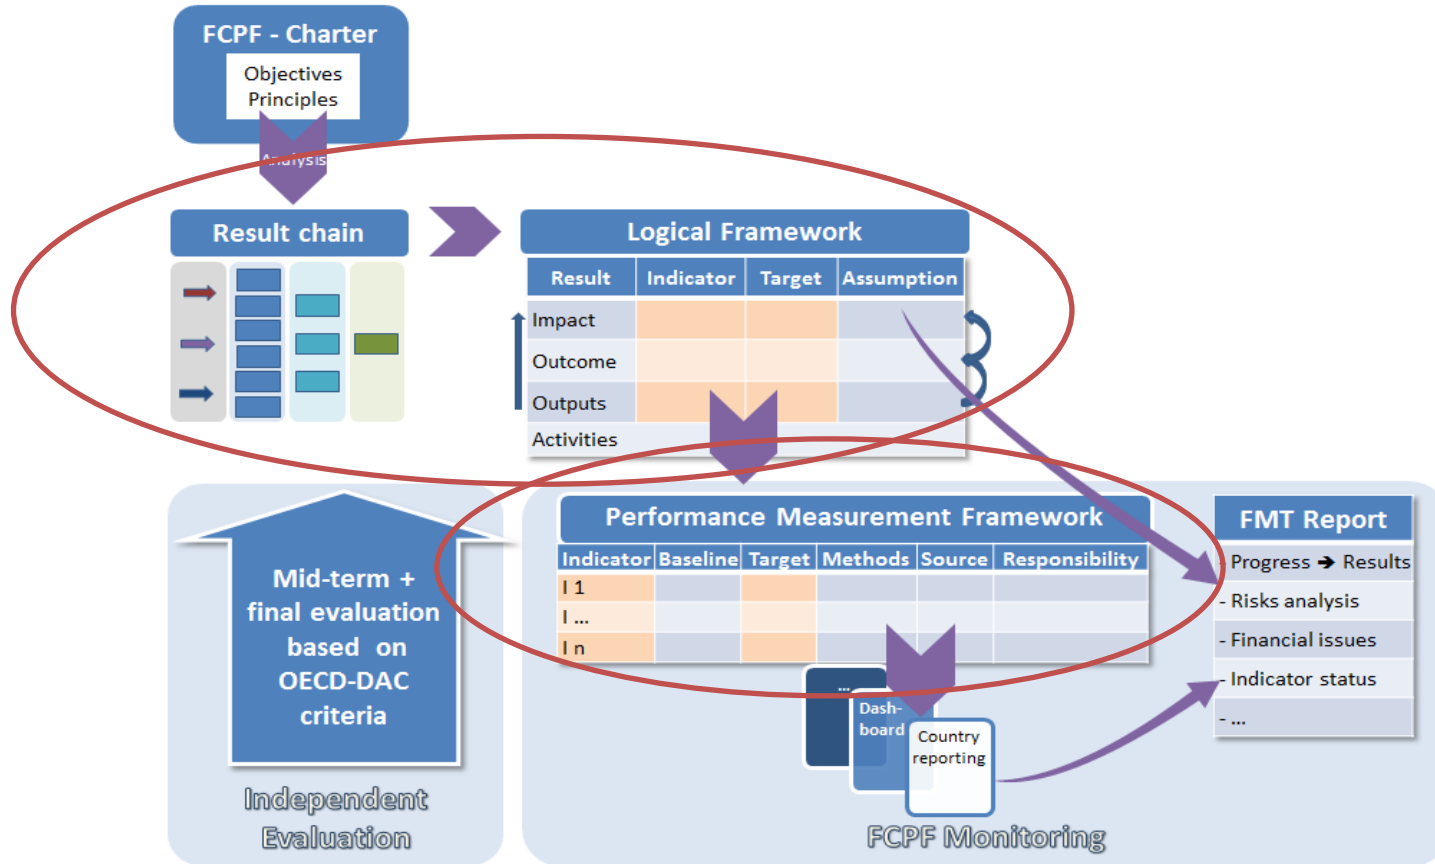 FCPF - Charter
Objectives
Principles
Analysis
Result chain
Logical Framework
Result Indicator Target Assumption
Impact
Outcome
Outputs
Activities
Performance Measurement Framework
Indicator Baseline Target Methods Source Responsibility
I 1
I ...
I n
FMT Report
- Progress ➔ Results
- Risks analysis
- Financial issues
- Indicator status
- ...
Mid-term +
final evaluation
based on
OECD-DAC
criteria
...
Dash-
board
Country
reporting
Independent
Evaluation
FCPF Monitoring